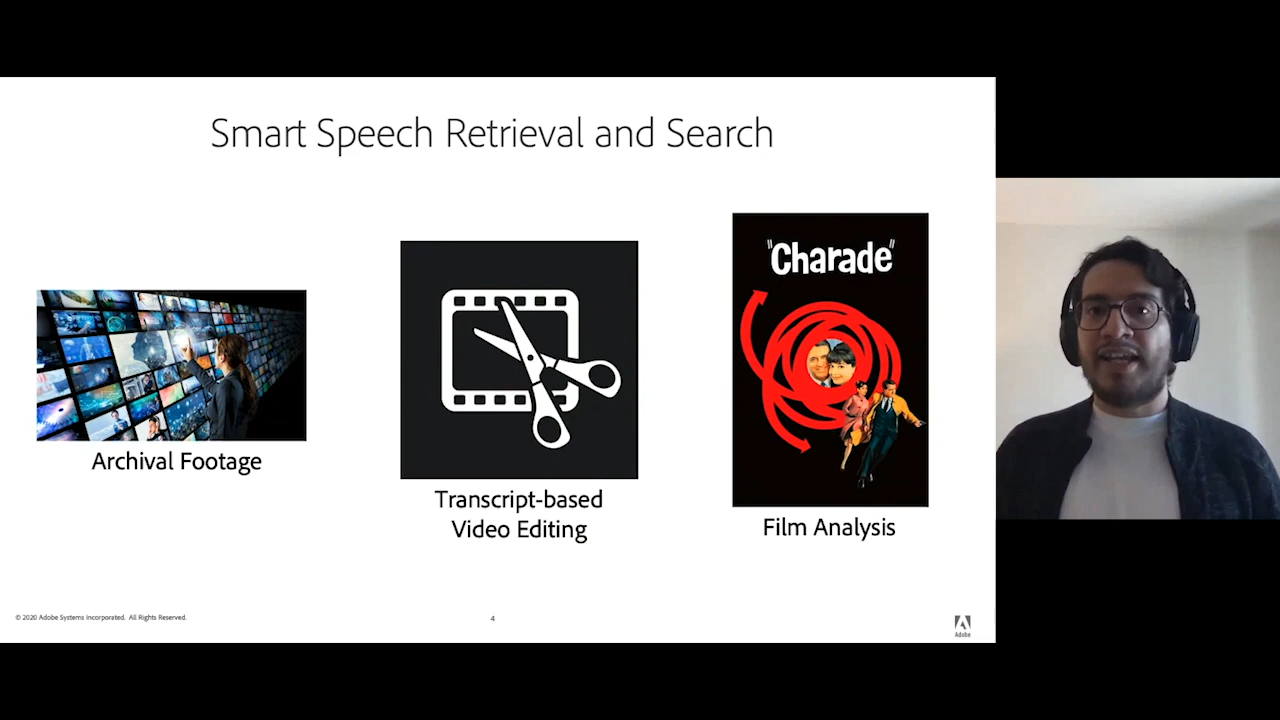 Smart Speech Retrieval and Search
"Charade"
Archival Footage
Transcript-based
Video Editing
Film Analysis
© 2020 Adobe Systems Incorporated. All Rights Reserved.
4
Adobe